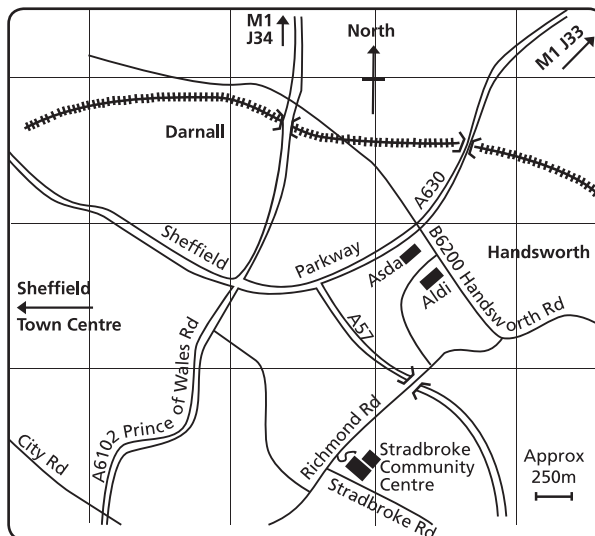 M1
J34
North
M1 J33
Darnall
A630
Sheffield
Parkway
B6200 Handsworth Rd
Handsworth
Asda
Aldi
Sheffield
Town Centre
A57
A6102 Prince of Wales Rd
City Rd
Richmond Rd
Stradbroke
Community
Centre
Stradbroke Rd
Approx
250m